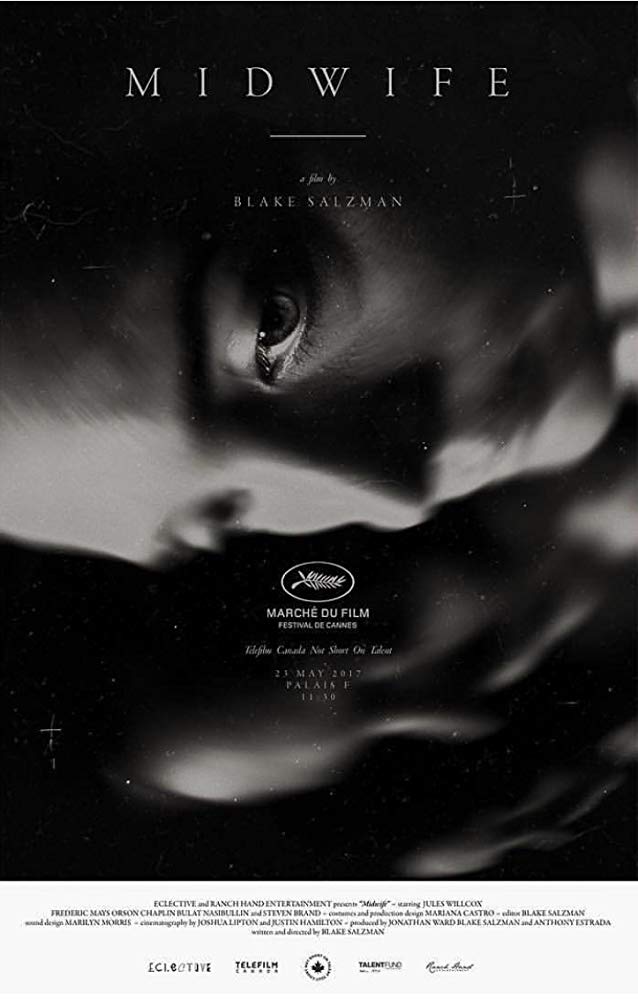 MIDWIFE
a film by
BLAKE SALZMAN
MARCHÉ DU FILM
FESTIVAL DE CANNES
Telefilm Canada Not Short On Talent
23 MAY 2017
PALAIS F
11:30
ECLECTIVE and RANCH HAND ENTERTAINMENT presents "Midwife" – starring JULES WILLCOX
FREDERIC MAYS ORSON CHAPLIN BULAT NASIBULLIN and STEVEN BRAND – costumes and production design MARIANA CASTRO – editor BLAKE SALZMAN
sound design MARILYN MORRIS – cinematography by JOSHUA LIPTON and JUSTIN HAMILTON – produced by JONATHAN WARD BLAKE SALZMAN and ANTHONY ESTRADA
written and directed by BLAKE SALZMAN
ECLECTIVE TELEFILM CANADA TALENTFUND Ranch Hand